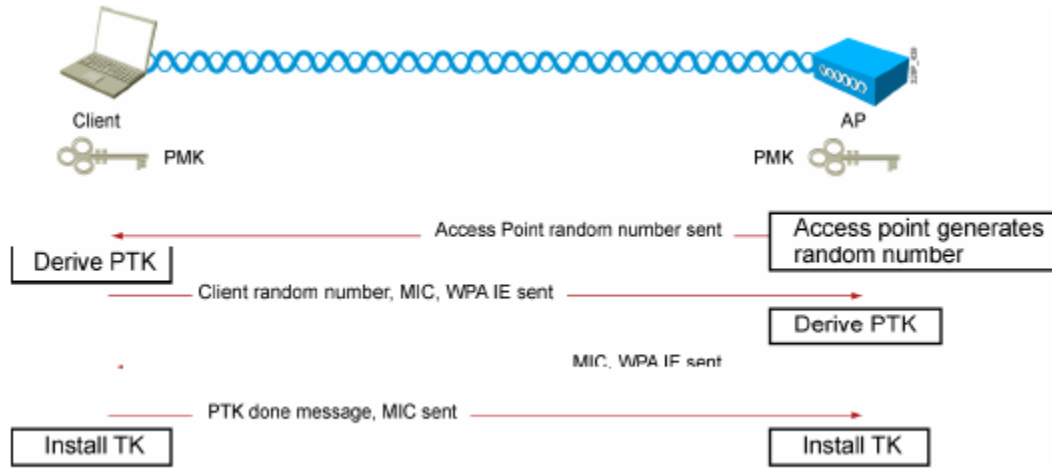 Client
AP
PMK
PMK
Access Point random number sent
Access point generates
random number
Derive PTK
Client random number, MIC, WPA IE sent
Derive PTK
MIC, WPA IE sent
PTK done message, MIC sent
Install TK
Install TK